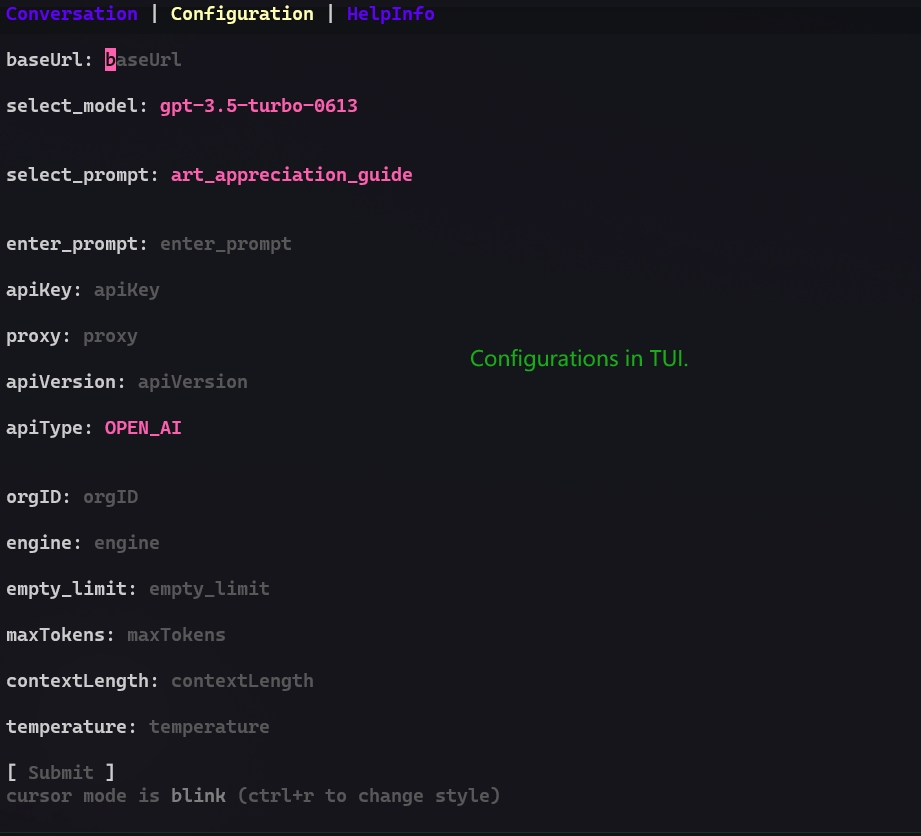 Conversation | Configuration | HelpInfo
baseUrl: baseUrl
select_model: gpt-3.5-turbo-0613
select_prompt: art_appreciation_guide
enter_prompt: enter_prompt
apiKey: apiKey
proxy: proxy
Configurations in TUI.
apiVersion: apiVersion
apiType: OPEN_AI
orgID: orgID
engine: engine
empty_limit: empty_limit
maxTokens: maxTokens
contextLength: contextLength
temperature: temperature
[ Submit ]
cursor mode is blink (ctrl+r to change style)